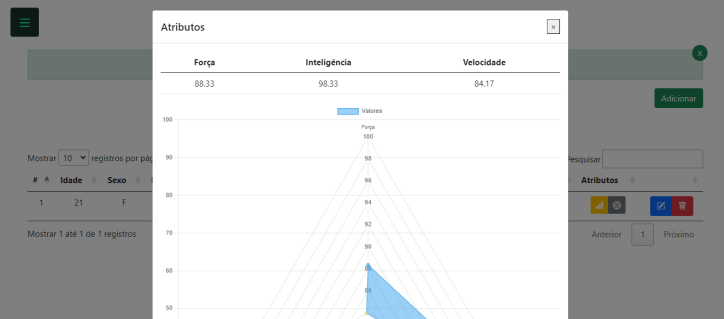 Atributos ×
Força Inteligência Velocidade
88.33 98.33 84.17
x
Adicionar
Valores
Força
100
98
96
94
92
90
88
86
100
90
80
70
60
50
Mostrar 10 registros por pág
Pesquisar
# Idade Sexo Atributos
1 21 F
Mostrar 1 até 1 de 1 registros
Anterior 1 Próximo